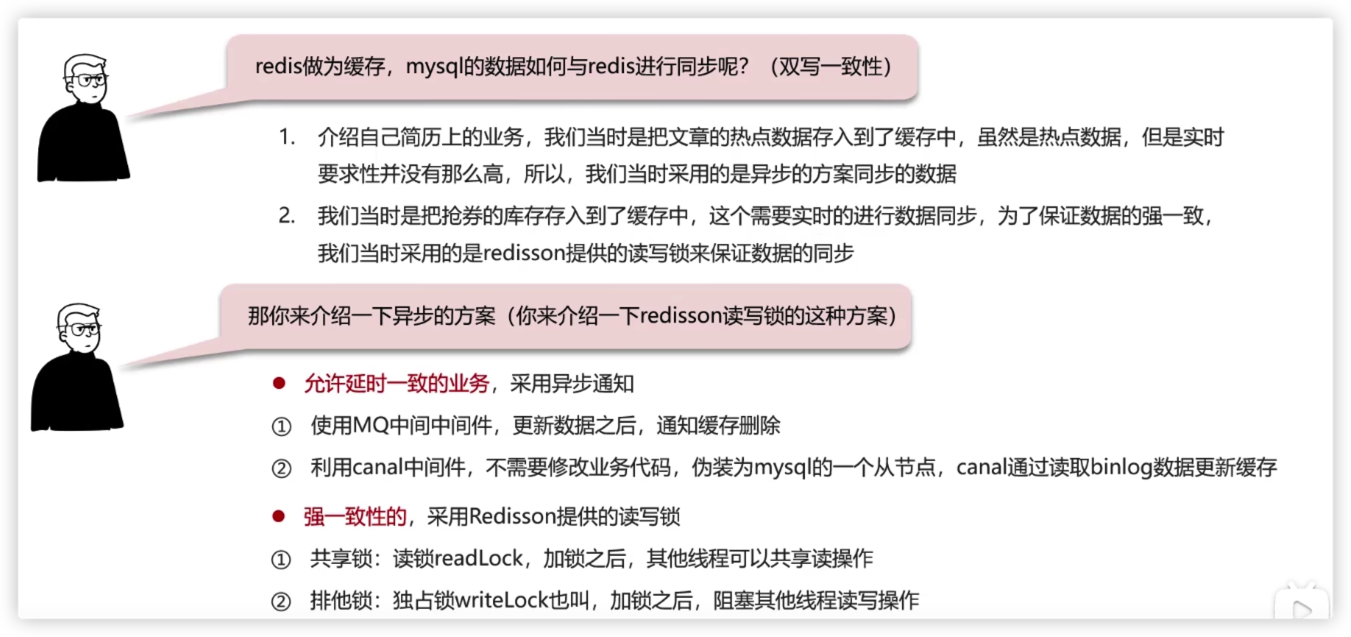 redis做为缓存，mysql的数据如何与redis进行同步呢？（双写一致性）
1. 介绍自己简历上的业务，我们当时是把文章的热点数据存入到了缓存中，虽然是热点数据，但是实时
要求性并没有那么高，所以，我们当时采用的是异步的方案同步的数据
2. 我们当时是把抢券的库存存入到了缓存中，这个需要实时的进行数据同步，为了保证数据的强一致，
我们当时采用的是redisson提供的读写锁来保证数据的同步
那你来介绍一下异步的方案（你来介绍一下redisson读写锁的这种方案）
● 允许延时一致的业务，采用异步通知
① 使用MQ中间中间件，更新数据之后，通知缓存删除
② 利用canal中间件，不需要修改业务代码，伪装为mysql的一个从节点，canal通过读取binlog数据更新缓存
● 强一致性的，采用Redisson提供的读写锁
① 共享锁：读锁readLock，加锁之后，其他线程可以共享读操作
② 排他锁：独占锁writeLock也叫，加锁之后，阻塞其他线程读写操作